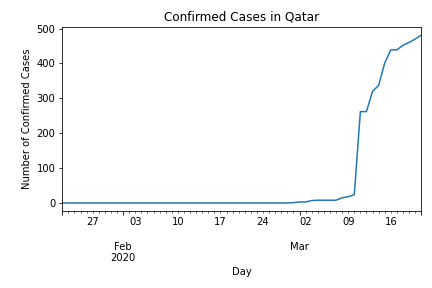 Confirmed Cases in Qatar
Number of Confirmed Cases
500
400
300
200
100
0
27 03 10 17 24 02 09 16
Feb Mar
2020
Day